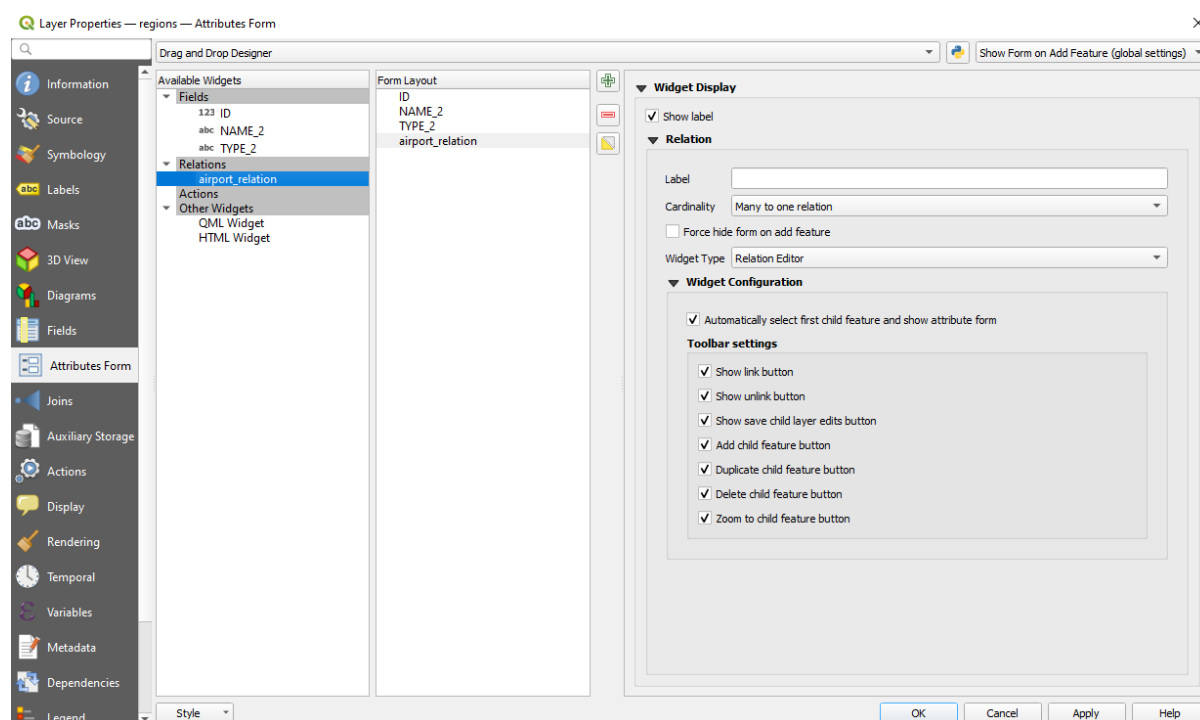 Layer Properties — regions — Attributes Form
Drag and Drop Designer
Show Form on Add Feature (global settings)
Information
Source
Symbology
abc Labels
abc Masks
3D View
Diagrams
Fields
Attributes Form
Joins
Auxiliary Storage
Actions
Display
Rendering
Temporal
Variables
Metadata
Dependencies
Legend
Available Widgets
Fields
123 ID
abc NAME_2
abc TYPE_2
Relations
airport_relation
Actions
Other Widgets
QML Widget
HTML Widget
Form Layout
ID
NAME_2
TYPE_2
airport_relation
Widget Display
Show label
Relation
Label
Cardinality Many to one relation
Force hide form on add feature
Widget Type Relation Editor
Widget Configuration
Automatically select first child feature and show attribute form
Toolbar settings
Show link button
Show unlink button
Show save child layer edits button
Add child feature button
Duplicate child feature button
Delete child feature button
Zoom to child feature button
Style
OK
Cancel
Apply
Help